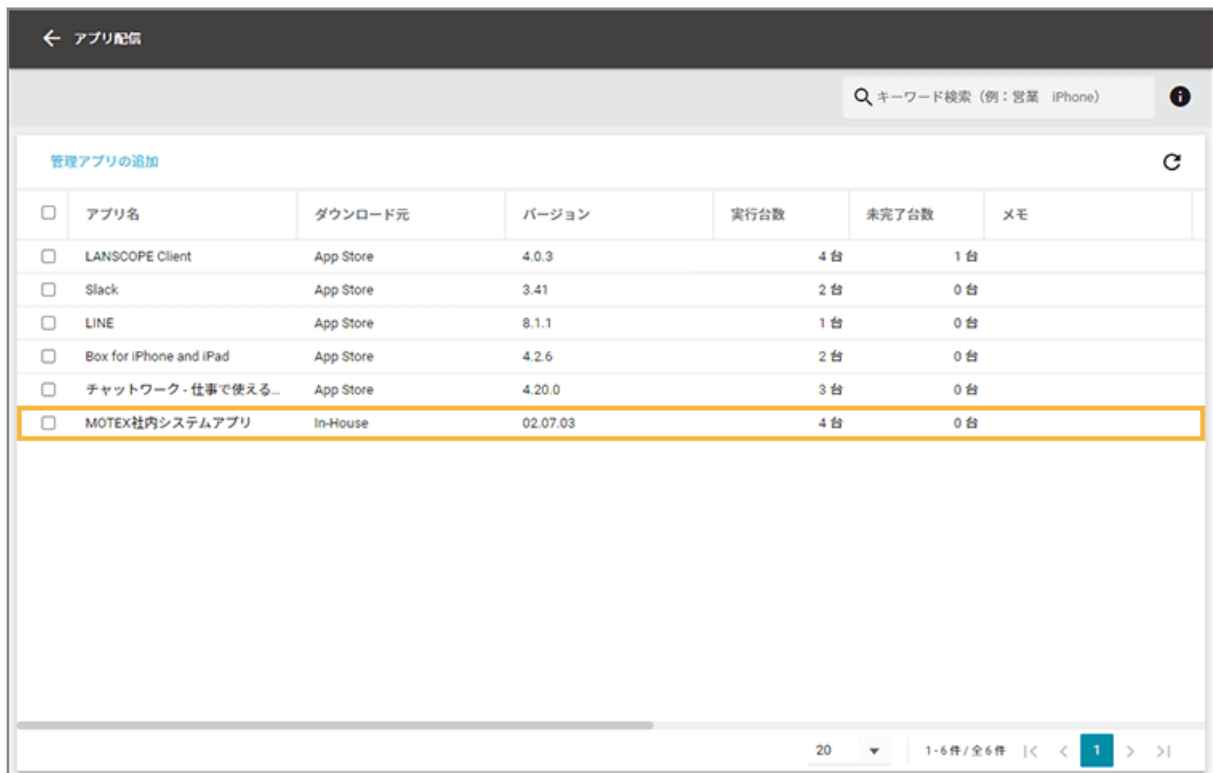 アプリ配信
キーワード検索（例：営業　iPhone）
管理アプリの追加
アプリ名 ダウンロード元 バージョン 実行台数 未完了台数 メモ
LANSCOPE Client App Store 4.0.3 4 台 1 台
Slack App Store 3.41 2 台 0 台
LINE App Store 8.1.1 1 台 0 台
Box for iPhone and iPad App Store 4.2.6 2 台 0 台
チャットワーク - 仕事で使える... App Store 4.20.0 3 台 0 台
MOTEX社内システムアプリ In-House 02.07.03 4 台 0 台
20 1-6件/全6件 1